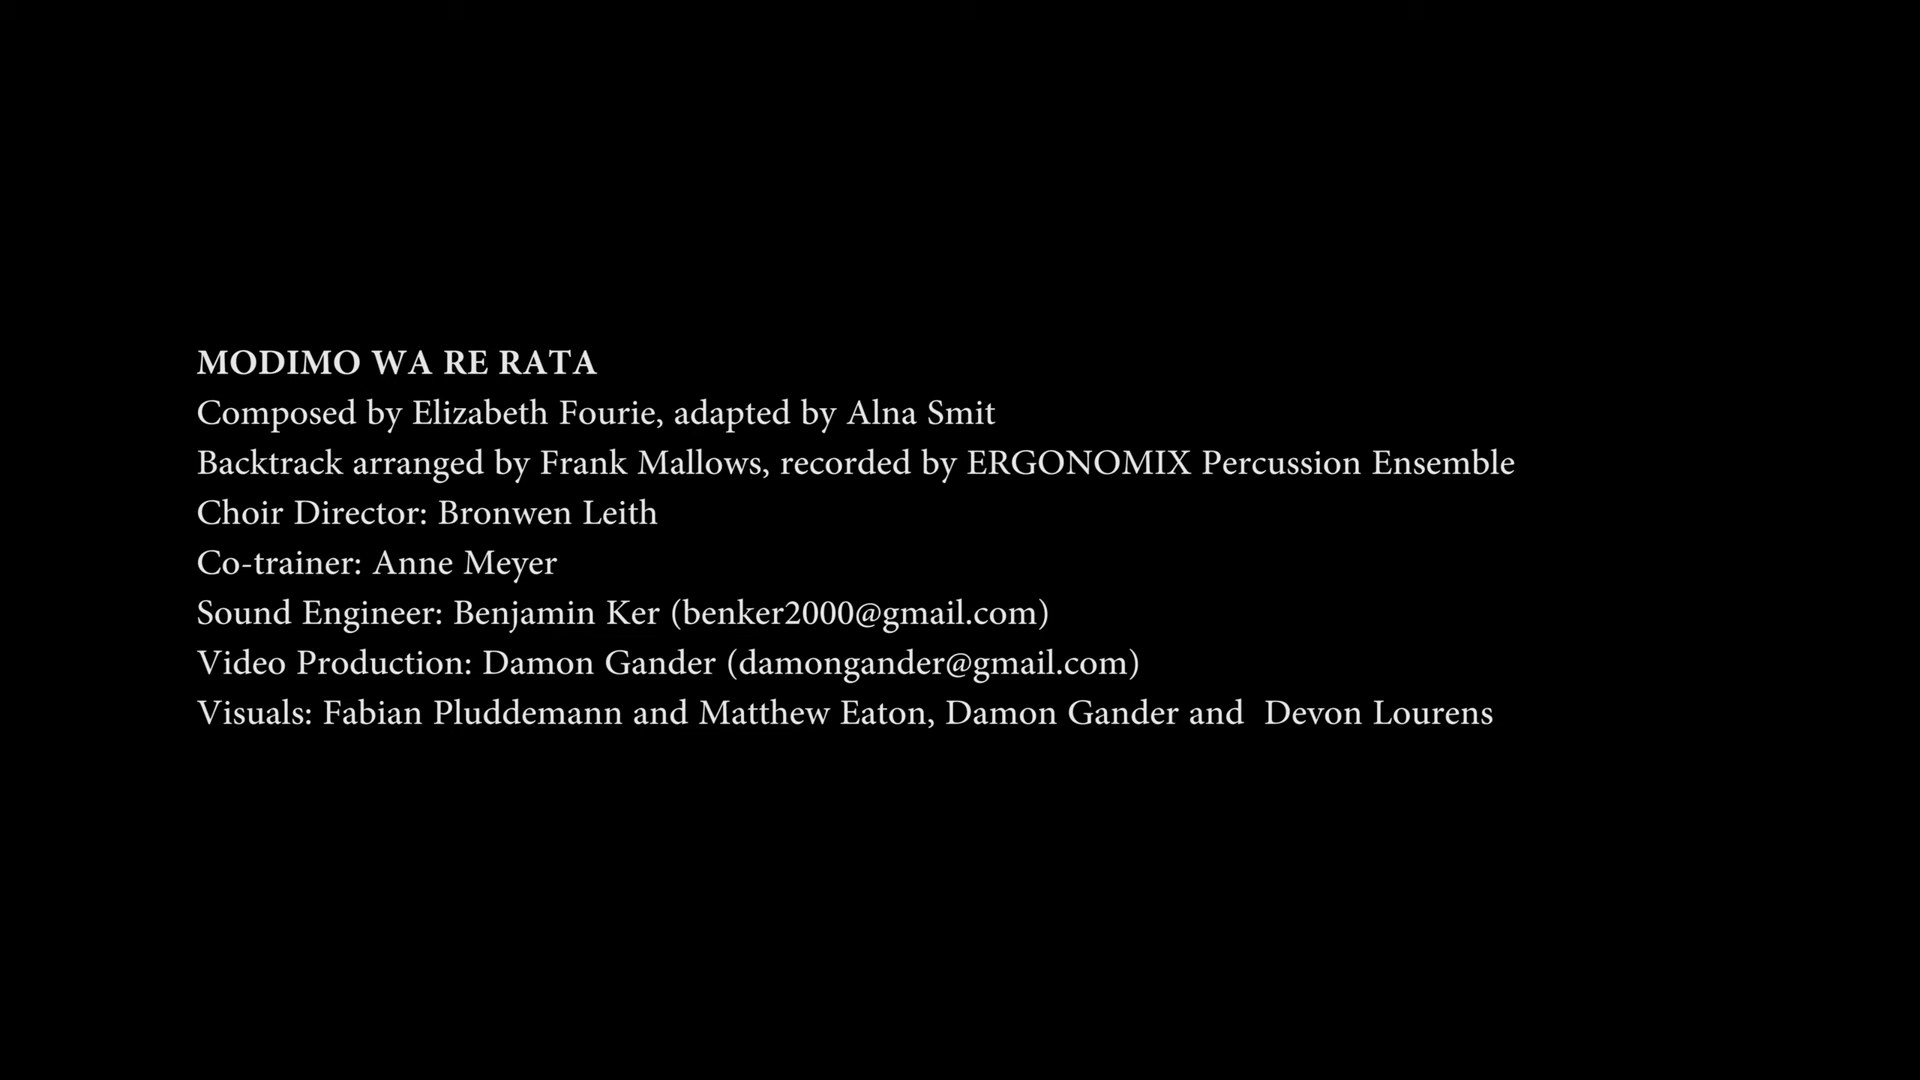 MODIMO WA RE RATA
Composed by Elizabeth Fourie, adapted by Alna Smit
Backtrack arranged by Frank Mallows, recorded by ERGONOMIX Percussion Ensemble
Choir Director: Bronwen Leith
Co-trainer: Anne Meyer
Sound Engineer: Benjamin Ker (benker2000@gmail.com)
Video Production: Damon Gander (damongander@gmail.com)
Visuals: Fabian Pluddemann and Matthew Eaton, Damon Gander and  Devon Lourens